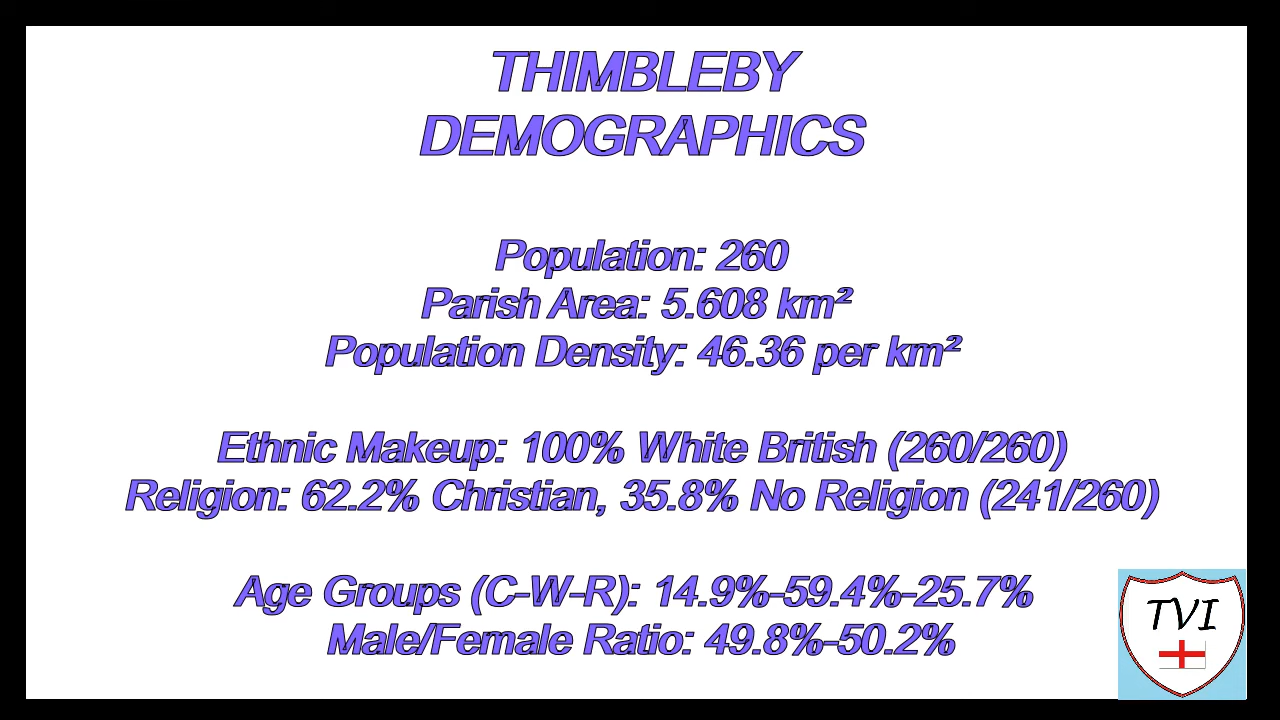 THIMBLEBY
DEMOGRAPHICS
Population: 260
Parish Area: 5.608 km²
Population Density: 46.36 per km²
Ethnic Makeup: 100% White British (260/260)
Religion: 62.2% Christian, 35.8% No Religion (241/260)
Age Groups (C-W-R): 14.9%-59.4%-25.7%
Male/Female Ratio: 49.8%-50.2%
TVI